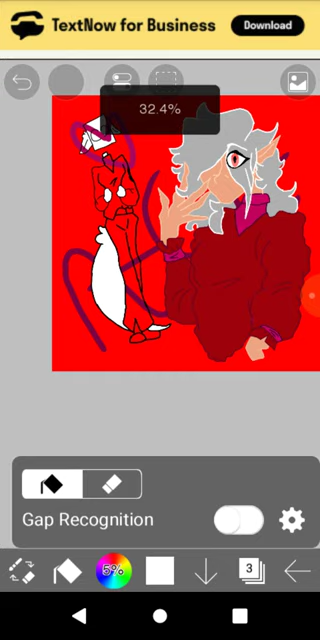 TextNow for Business
Download
32.4%
Gap Recognition
5%
3